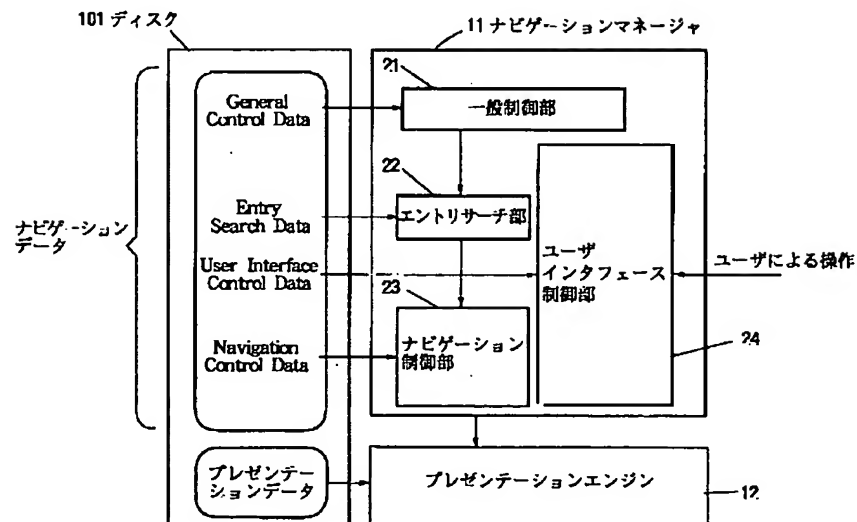 101 ディスク
11 ナビゲーションマネージャ
21
General
Control Data
一般制御部
22
Entry
Search Data
エントリサーチ部
ナビゲーション
データ
User Interface
Control Data
ユーザ
インタフェース
制御部
ユーザによる操作
23
Navigation
Control Data
ナビゲーション
制御部
24
プレゼンテー
ションデータ
プレゼンテーションエンジン
12